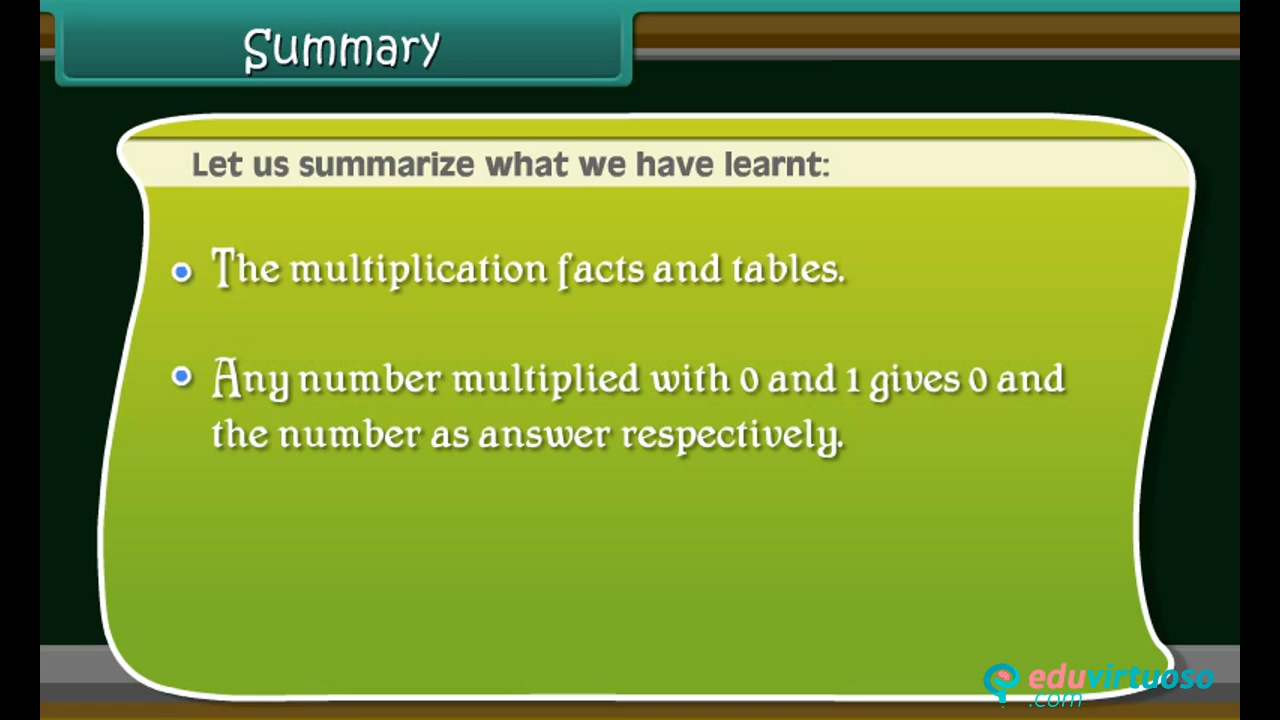 Summary
Let us summarize what we have learnt:
The multiplication facts and tables.
Any number multiplied with 0 and 1 gives 0 and
the number as answer respectively.
eduvirtuoso
.com